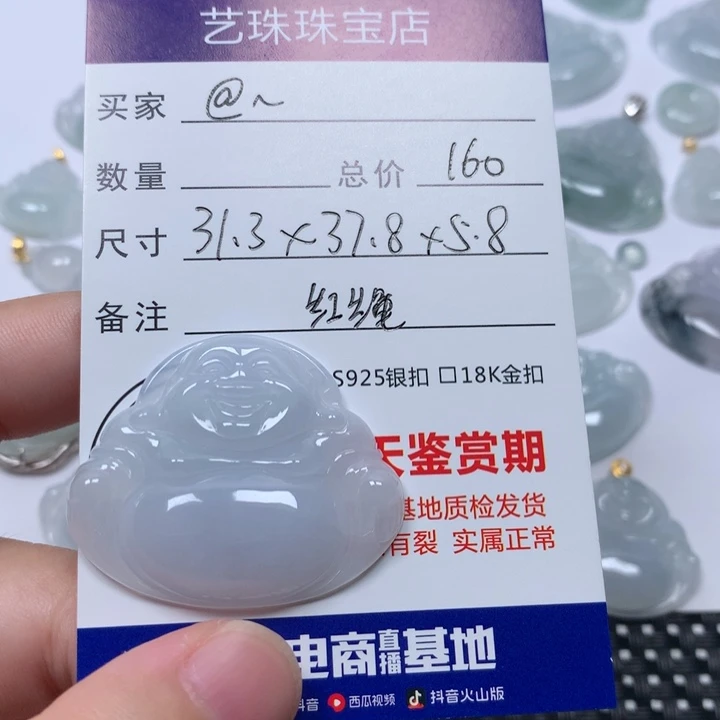 艺珠珠宝店
买家 @~
数量 总价 160
尺寸 31.3×37.8×5.8
备注 红绳
S925银扣 □18K金扣
天鉴赏期
基地质检发货
有裂 实属正常
电商直播基地
抖音 西瓜视频 抖音火山版